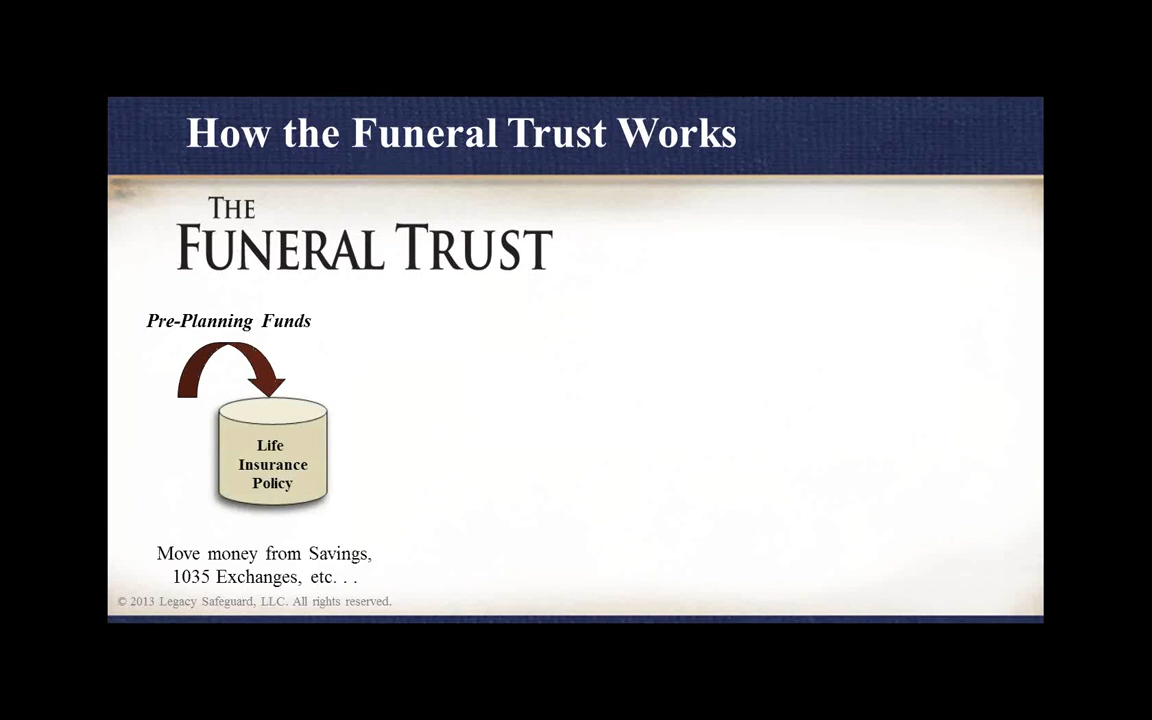 How the Funeral Trust Works
THE
FUNERAL TRUST
Pre-Planning Funds
Life
Insurance
Policy
Move money from Savings,
1035 Exchanges, etc. . .
© 2013 Legacy Safeguard, LLC. All rights reserved.